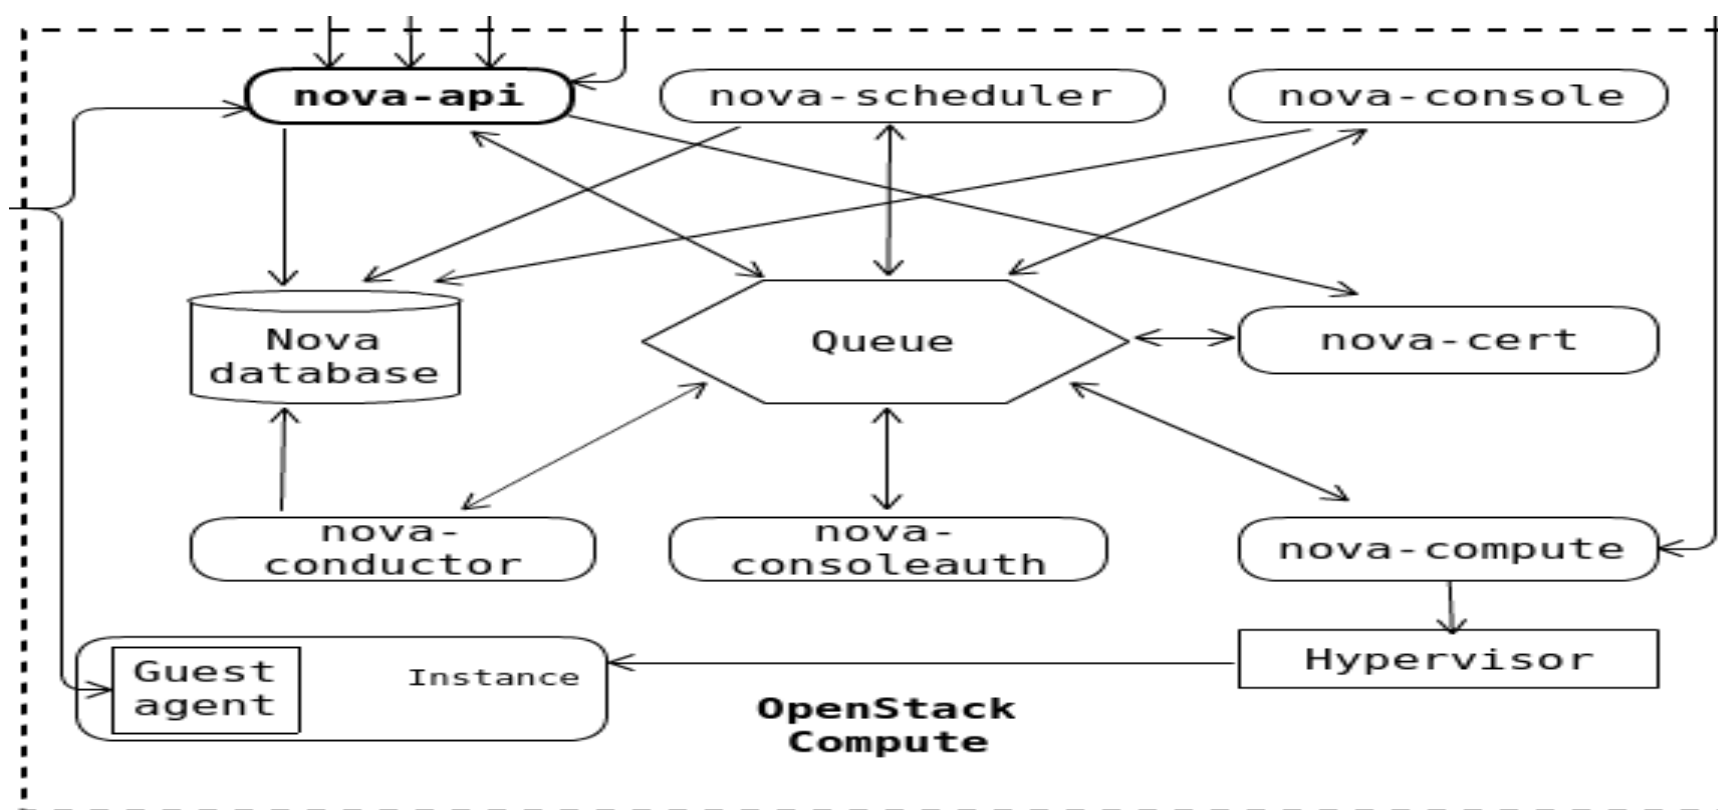 nova-api
nova-scheduler
nova-console
Nova
database
Queue
nova-cert
nova-
conductor
nova-
consoleauth
nova-compute
Guest
agent
Instance
Hypervisor
OpenStack
Compute